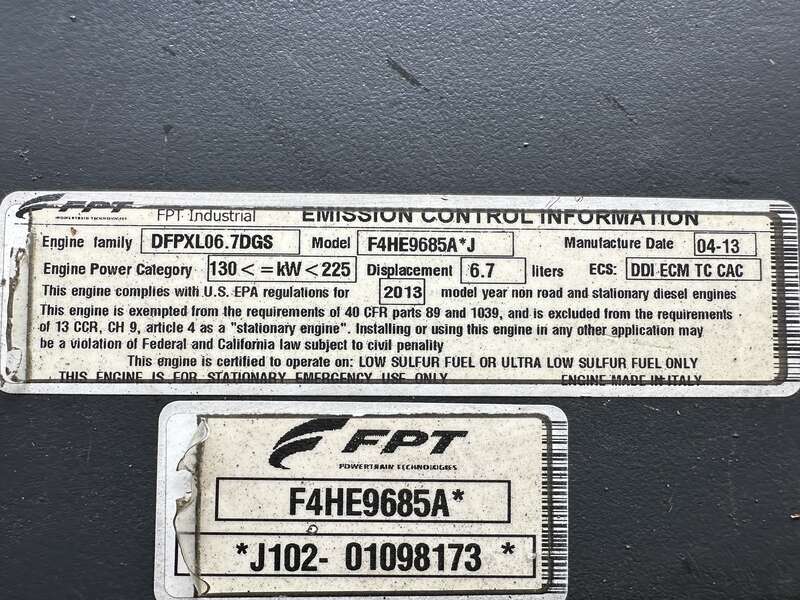 FPT
POWERTRAIN TECHNOLOGIES
FPT Industrial
EMISSION CONTROL INFORMATION
Engine family DFPXL06.7DGS Model F4HE9685A*J Manufacture Date 04-13
Engine Power Category 130<=kW<225 Displacement 6.7 liters ECS: DDI ECM TC CAC
This engine complies with U.S. EPA regulations for 2013 model year non road and stationary diesel engines
This engine is exempted from the requirements of 40 CFR parts 89 and 1039, and is excluded from the requirements
of 13 CCR, CH 9, article 4 as a "stationary engine". Installing or using this engine in any other application may
be a violation of Federal and California law subject to civil penality
This engine is certified to operate on: LOW SULFUR FUEL OR ULTRA LOW SULFUR FUEL ONLY
THIS ENGINE IS FOR STATIONARY EMERGENCY USE ONLY ENGINE MADE IN ITALY
FPT
POWERTRAIN TECHNOLOGIES
F4HE9685A*
*J102- 01098173 *